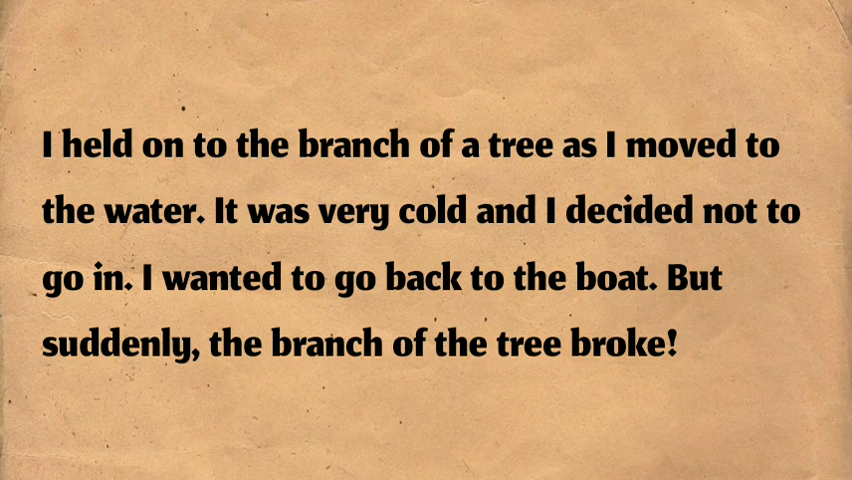 I held on to the branch of a tree as I moved to
the water. It was very cold and I decided not to
go in. I wanted to go back to the boat. But
suddenly, the branch of the tree broke!